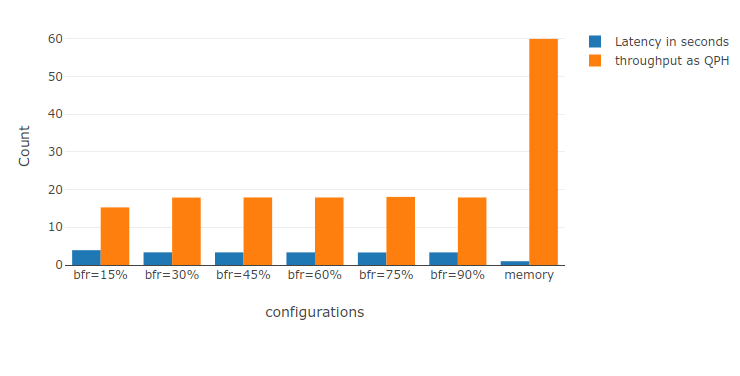 60
50
40
30
20
10
0
Count
bfr=15%
bfr=30%
bfr=45%
bfr=60%
bfr=75%
bfr=90%
memory
configurations
Latency in seconds
throughput as QPH